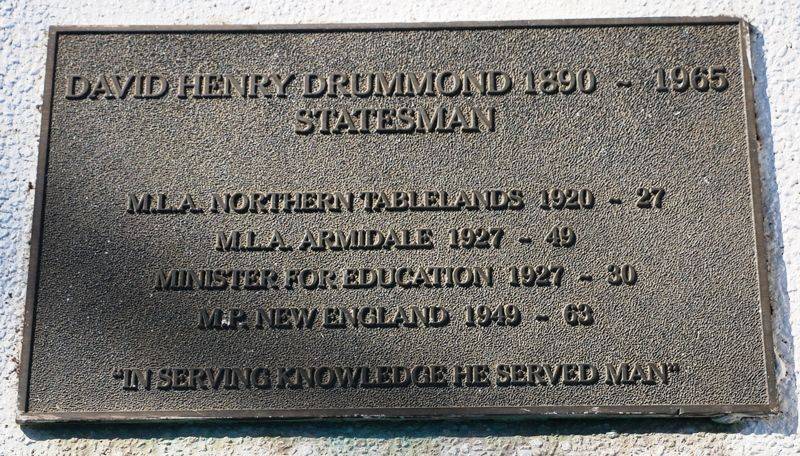 DAVID HENRY DRUMMOND 1890 - 1965
STATESMAN
M.L.A. NORTHERN TABLELANDS 1920 - 27
M.L.A. ARMIDALE 1927 - 49
MINISTER FOR EDUCATION 1927 - 30
M.P. NEW ENGLAND 1949 - 63
"IN SERVING KNOWLEDGE HE SERVED MAN"